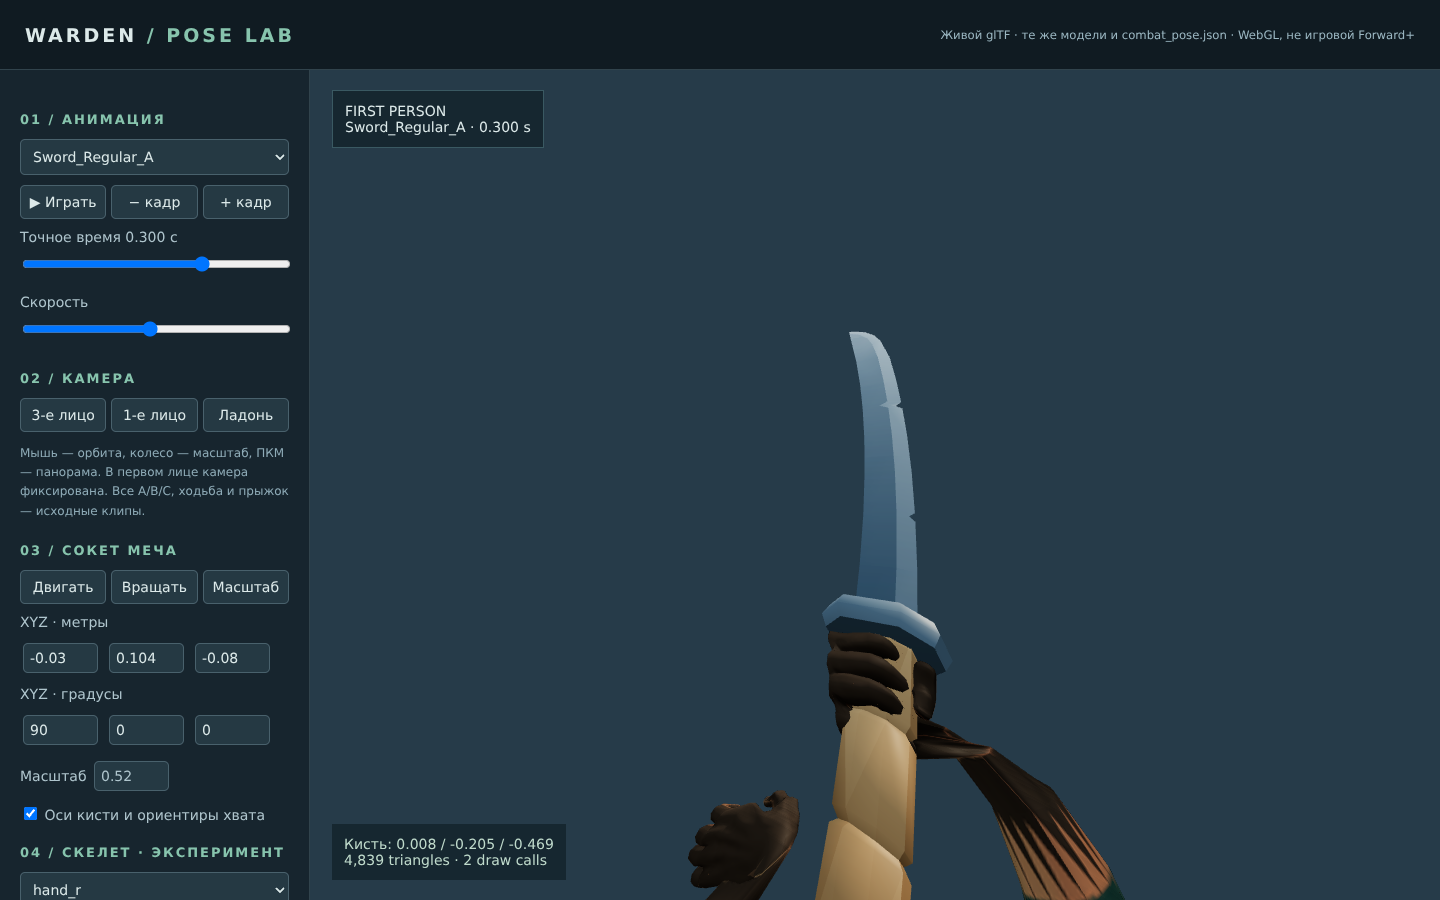 WARDEN / POSE LAB
Живой glTF · те же модели и combat_pose.json · WebGL, не игровой Forward+
01 / АНИМАЦИЯ
Sword_Regular_A
▶ Играть
− кадр
+ кадр
Точное время 0.300 с
Скорость
02 / КАМЕРА
3-е лицо
1-е лицо
Ладонь
Мышь — орбита, колесо — масштаб, ПКМ
— панорама. В первом лице камера
фиксирована. Все A/B/C, ходьба и прыжок
— исходные клипы.
03 / СОКЕТ МЕЧА
Двигать
Вращать
Масштаб
XYZ · метры
-0.03
0.104
-0.08
XYZ · градусы
90
0
0
Масштаб 0.52
Оси кисти и ориентиры хвата
04 / СКЕЛЕТ · ЭКСПЕРИМЕНТ
hand_r
FIRST PERSON
Sword_Regular_A · 0.300 s
Кисть: 0.008 / -0.205 / -0.469
4,839 triangles · 2 draw calls